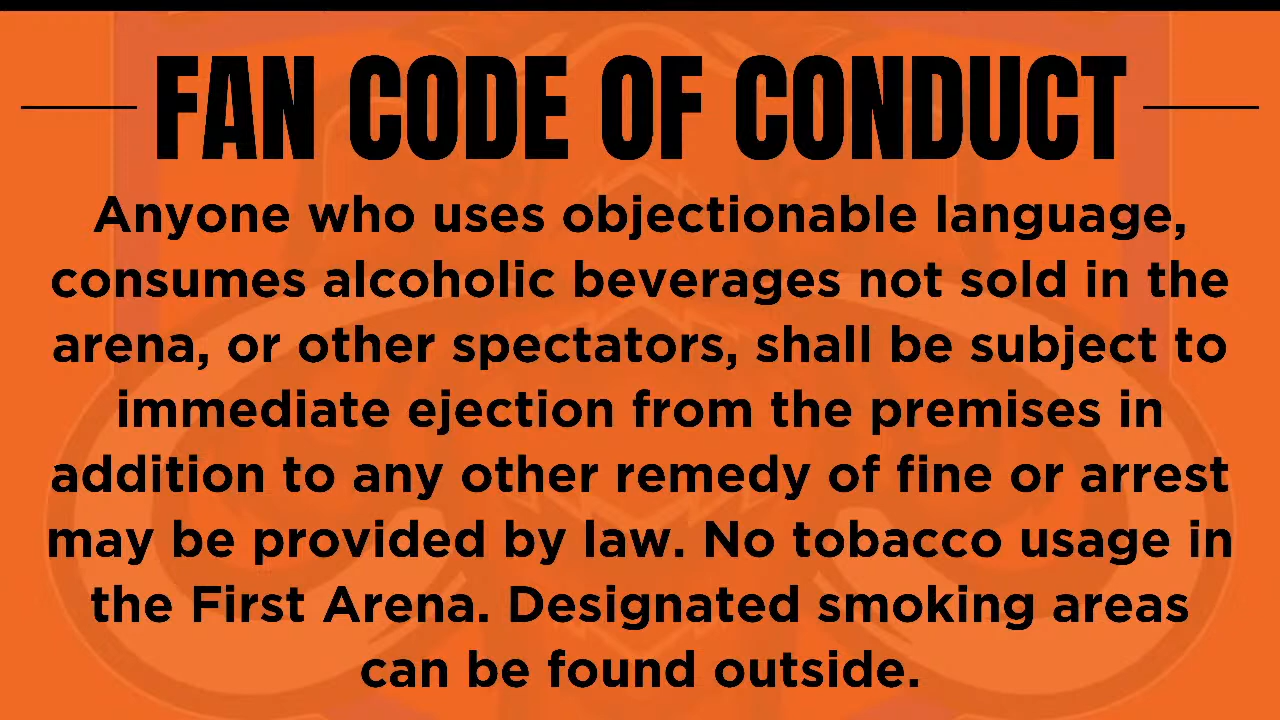 FAN CODE OF CONDUCT
Anyone who uses objectionable language,
consumes alcoholic beverages not sold in the
arena, or other spectators, shall be subject to
immediate ejection from the premises in
addition to any other remedy of fine or arrest
may be provided by law. No tobacco usage in
the First Arena. Designated smoking areas
can be found outside.